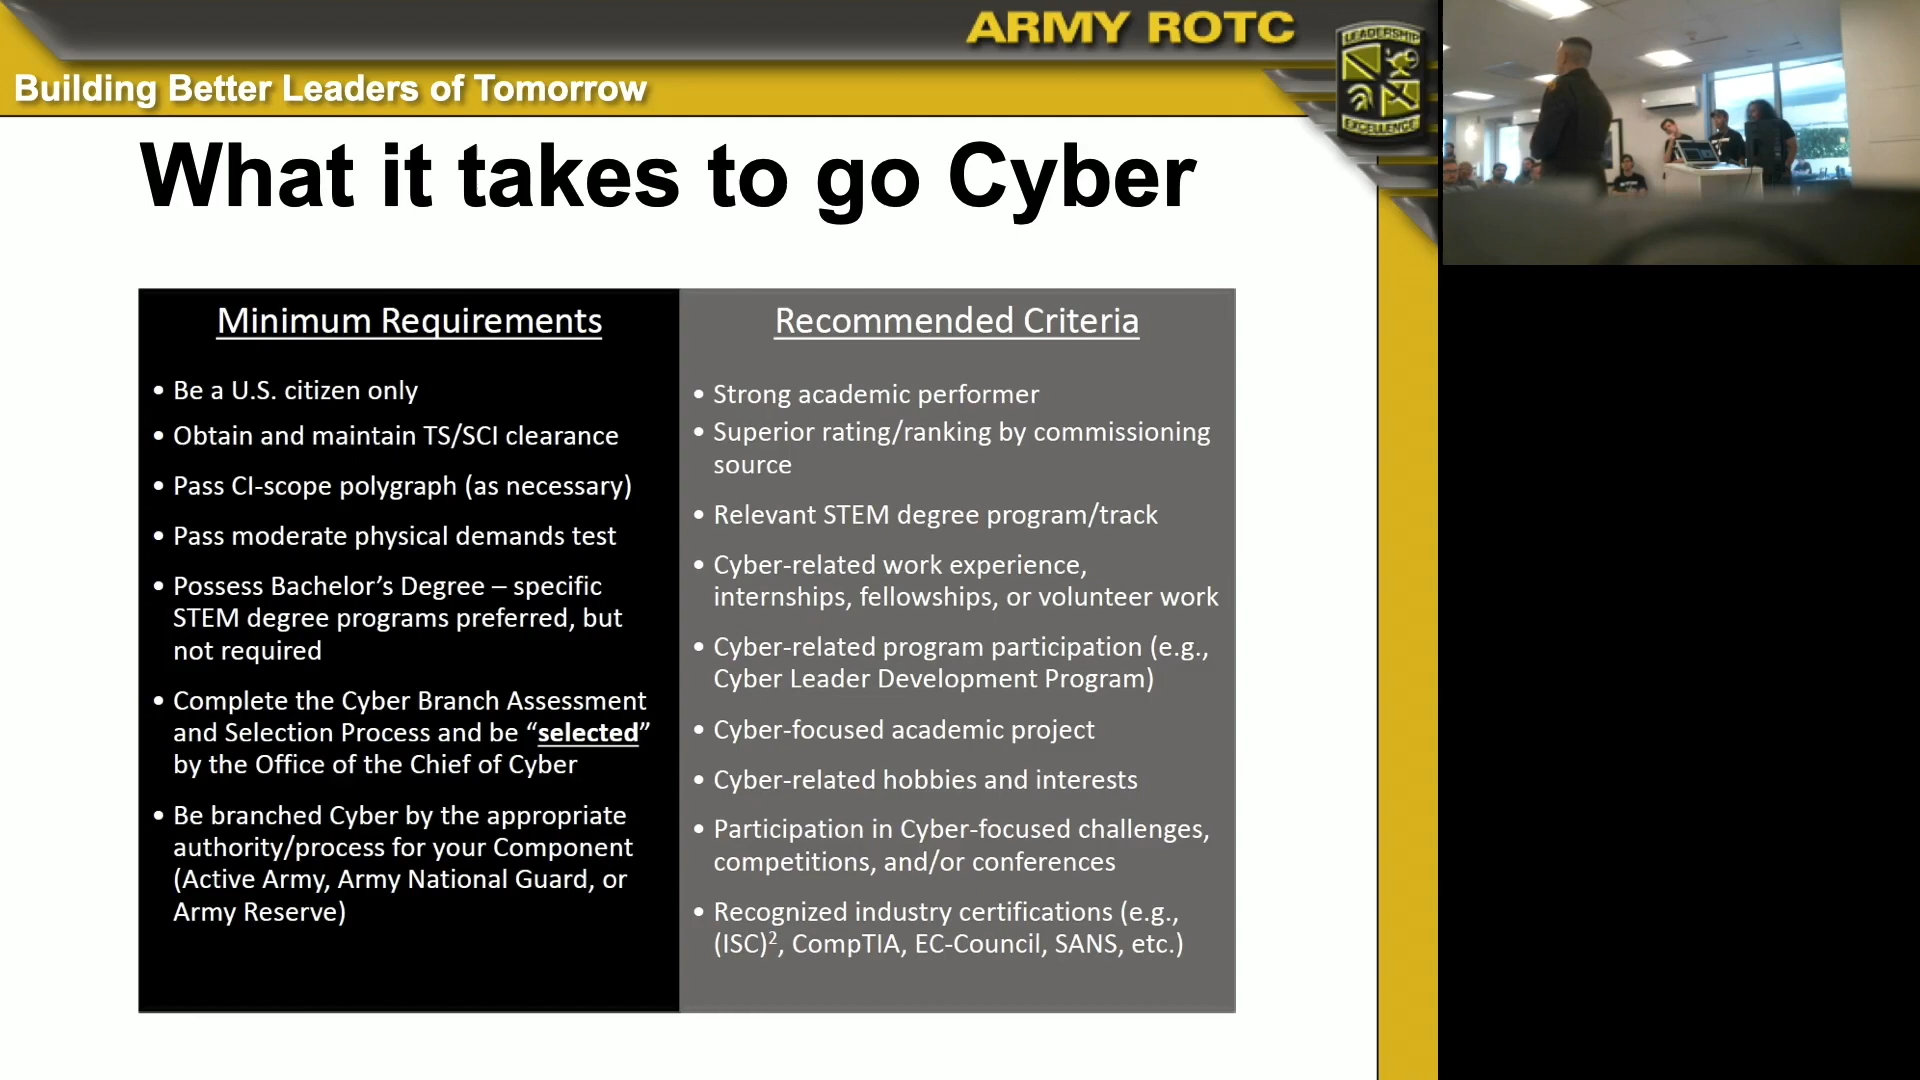 ARMY ROTC
LEADERSHIP
EXCELLENCE
Building Better Leaders of Tomorrow
What it takes to go Cyber
Minimum Requirements
• Be a U.S. citizen only
• Obtain and maintain TS/SCI clearance
• Pass CI-scope polygraph (as necessary)
• Pass moderate physical demands test
• Possess Bachelor’s Degree – specific
STEM degree programs preferred, but
not required
• Complete the Cyber Branch Assessment
and Selection Process and be “selected”
by the Office of the Chief of Cyber
• Be branched Cyber by the appropriate
authority/process for your Component
(Active Army, Army National Guard, or
Army Reserve)
Recommended Criteria
• Strong academic performer
• Superior rating/ranking by commissioning
source
• Relevant STEM degree program/track
• Cyber-related work experience,
internships, fellowships, or volunteer work
• Cyber-related program participation (e.g.,
Cyber Leader Development Program)
• Cyber-focused academic project
• Cyber-related hobbies and interests
• Participation in Cyber-focused challenges,
competitions, and/or conferences
• Recognized industry certifications (e.g.,
(ISC)², CompTIA, EC-Council, SANS, etc.)